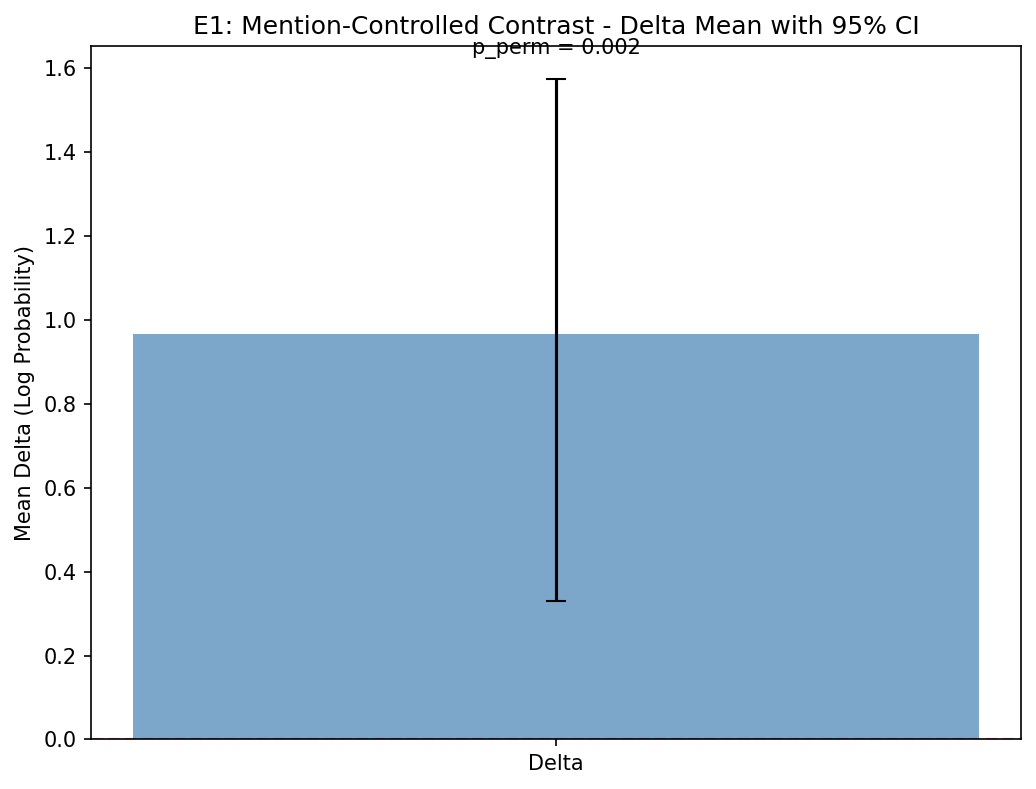 E1: Mention-Controlled Contrast - Delta Mean with 95% CI
p_perm = 0.002
1.6
1.4
1.2
1.0
0.8
0.6
0.4
0.2
0.0
Mean Delta (Log Probability)
Delta